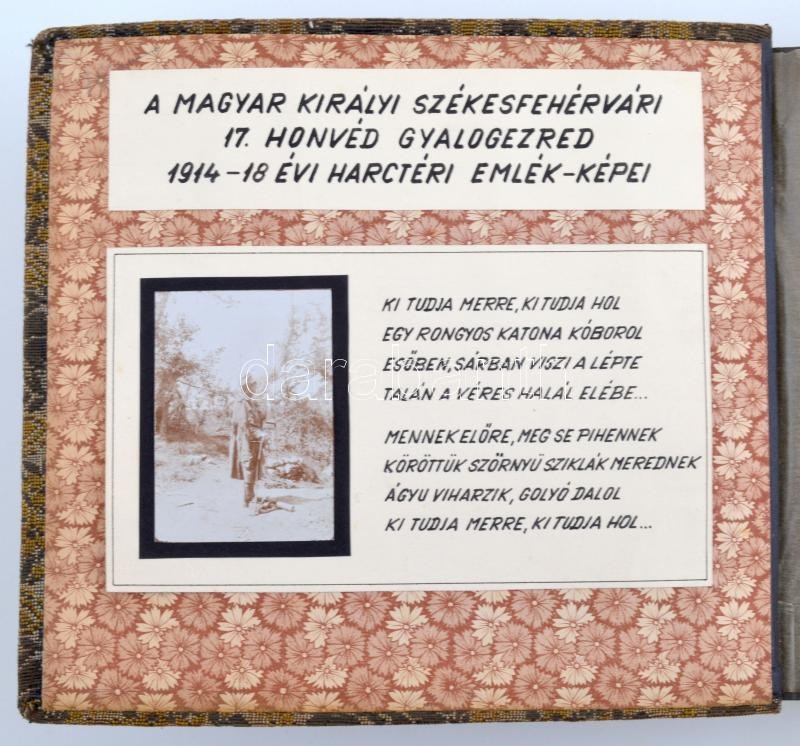 A MAGYAR KIRÁLYI SZÉKESFEHÉRVÁRI
17. HONVÉD GYALOGEZRED
1914-18 ÉVI HARCTÉRI EMLÉK-KÉPEI
KI TUDJA MERRE, KI TUDJA HOL
EGY RONGYOS KATONA KÓBOROL
ESŐBEN, SÁRBAN VISZI A LÉPTE
TALÁN A VÉRES HALÁL ELÉBE...
MENNEK ELŐRE, MEG SE PIHENNEK
KÖRÖTTÜK SZÖRNYÜ SZIKLÁK MEREDNEK
ÁGYU VIHARZIK, GOLYÓ DALOL
KI TUDJA MERRE, KI TUDJA HOL...
darabanth